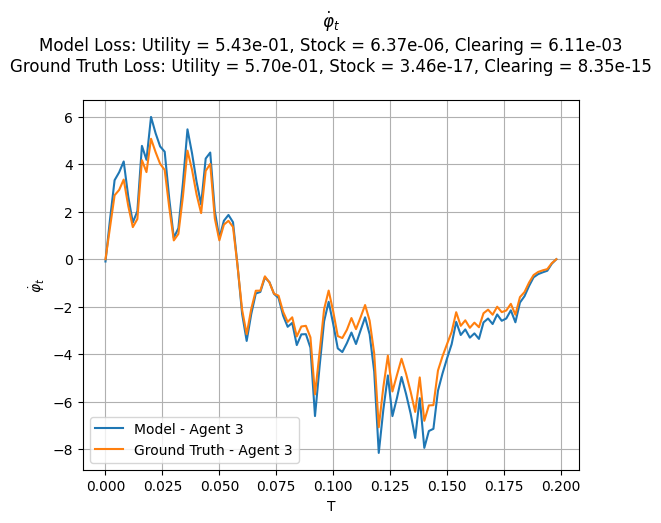 φ̇ₜ
Model Loss: Utility = 5.43e-01, Stock = 6.37e-06, Clearing = 6.11e-03
Ground Truth Loss: Utility = 5.70e-01, Stock = 3.46e-17, Clearing = 8.35e-15
6
4
2
0
−2
−4
−6
−8
φ̇ₜ
Model - Agent 3
Ground Truth - Agent 3
0.000 0.025 0.050 0.075 0.100 0.125 0.150 0.175 0.200
T